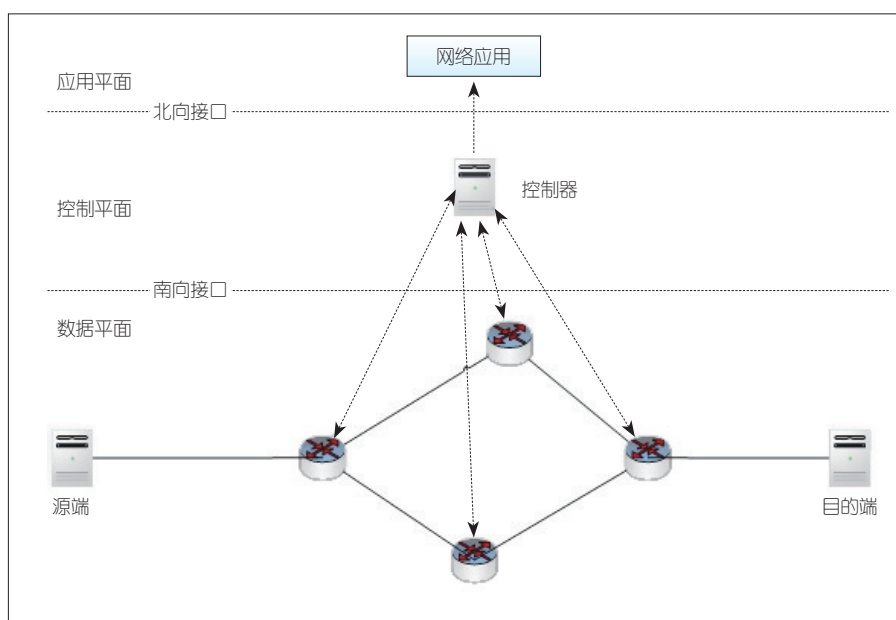 网络应用
应用平面
北向接口
控制器
控制平面
南向接口
数据平面
源端
目的端